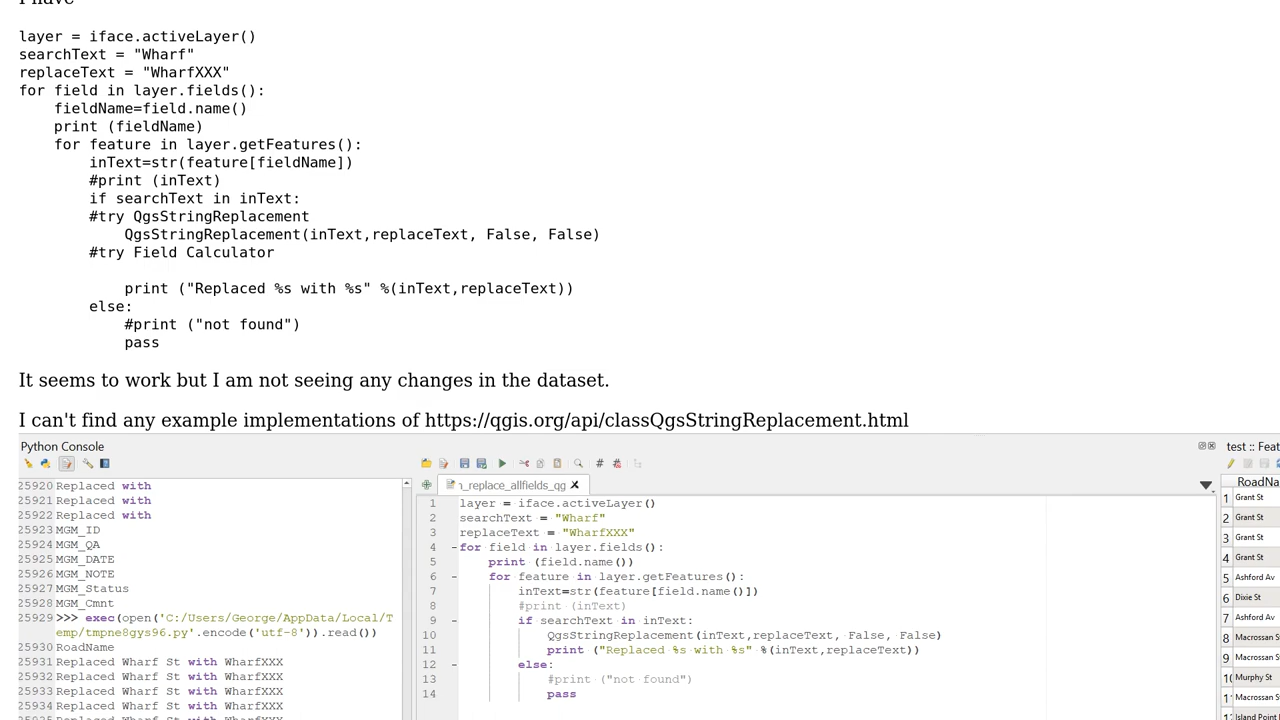 I have
layer = iface.activeLayer()
searchText = "Wharf"
replaceText = "WharfXXX"
for field in layer.fields():
    fieldName=field.name()
    print (fieldName)
    for feature in layer.getFeatures():
        inText=str(feature[fieldName])
        #print (inText)
        if searchText in inText:
        #try QgsStringReplacement
            QgsStringReplacement(inText,replaceText, False, False)
        #try Field Calculator
            print ("Replaced %s with %s" %(inText,replaceText))
        else:
            #print ("not found")
            pass
It seems to work but I am not seeing any changes in the dataset.
I can't find any example implementations of https://qgis.org/api/classQgsStringReplacement.html
Python Console
25920 Replaced with
25921 Replaced with
25922 Replaced with
25923 MGM_ID
25924 MGM_QA
25925 MGM_DATE
25926 MGM_NOTE
25927 MGM_Status
25928 MGM_Cmnt
25929 >>> exec(open('C:/Users/George/AppData/Local/T
emp/tmpne8gys96.py'.encode('utf-8')).read())
25930 RoadName
25931 Replaced Wharf St with WharfXXX
25932 Replaced Wharf St with WharfXXX
25933 Replaced Wharf St with WharfXXX
25934 Replaced Wharf St with WharfXXX
25935 Replaced Wharf St with WharfXXX
_replace_allfields_qg
1 layer = iface.activeLayer()
2 searchText = "Wharf"
3 replaceText = "WharfXXX"
4 for field in layer.fields():
5     print (field.name())
6     for feature in layer.getFeatures():
7         inText=str(feature[field.name()])
8         #print (inText)
9         if searchText in inText:
10             QgsStringReplacement(inText,replaceText, False, False)
11             print ("Replaced %s with %s" %(inText,replaceText))
12         else:
13             #print ("not found")
14             pass
test :: Fea
RoadNa
1 Grant St
2 Grant St
3 Grant St
4 Grant St
5 Ashford Av
6 Dixie St
7 Ashford Av
8 Macrossan S
9 Macrossan S
10 Murphy St
Macrossan S
Island Point